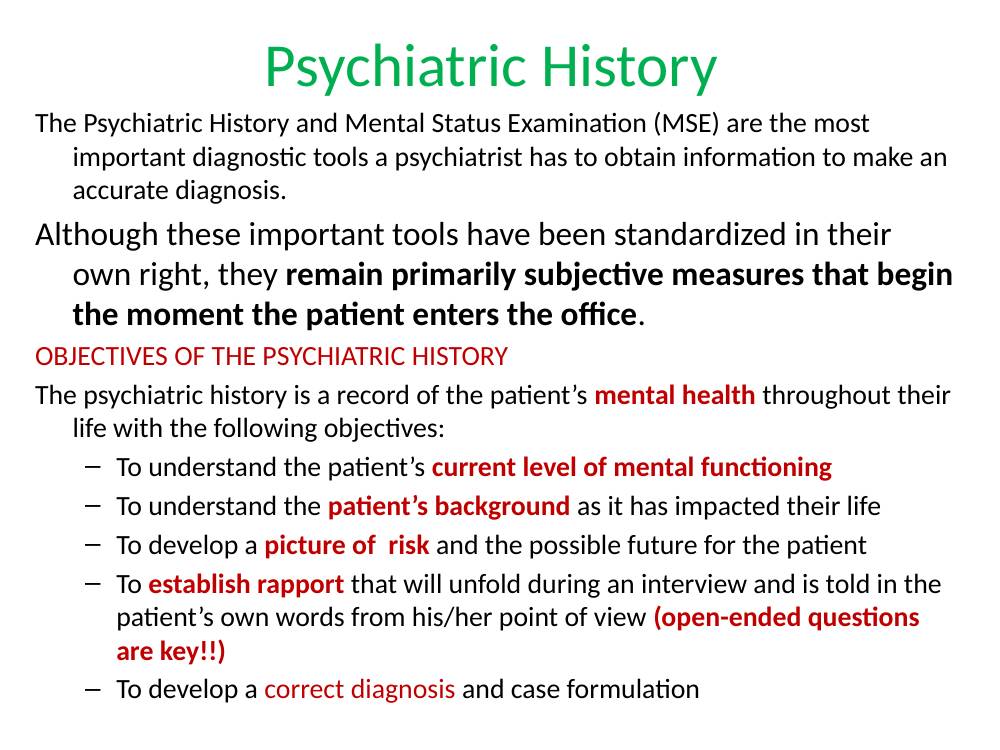 Psychiatric History
The Psychiatric History and Mental Status Examination (MSE) are the most
important diagnostic tools a psychiatrist has to obtain information to make an
accurate diagnosis.
Although these important tools have been standardized in their
own right, they remain primarily subjective measures that begin
the moment the patient enters the office.
OBJECTIVES OF THE PSYCHIATRIC HISTORY
The psychiatric history is a record of the patient’s mental health throughout their
life with the following objectives:
– To understand the patient’s current level of mental functioning
– To understand the patient’s background as it has impacted their life
– To develop a picture of  risk and the possible future for the patient
– To establish rapport that will unfold during an interview and is told in the
patient’s own words from his/her point of view (open-ended questions
are key!!)
– To develop a correct diagnosis and case formulation